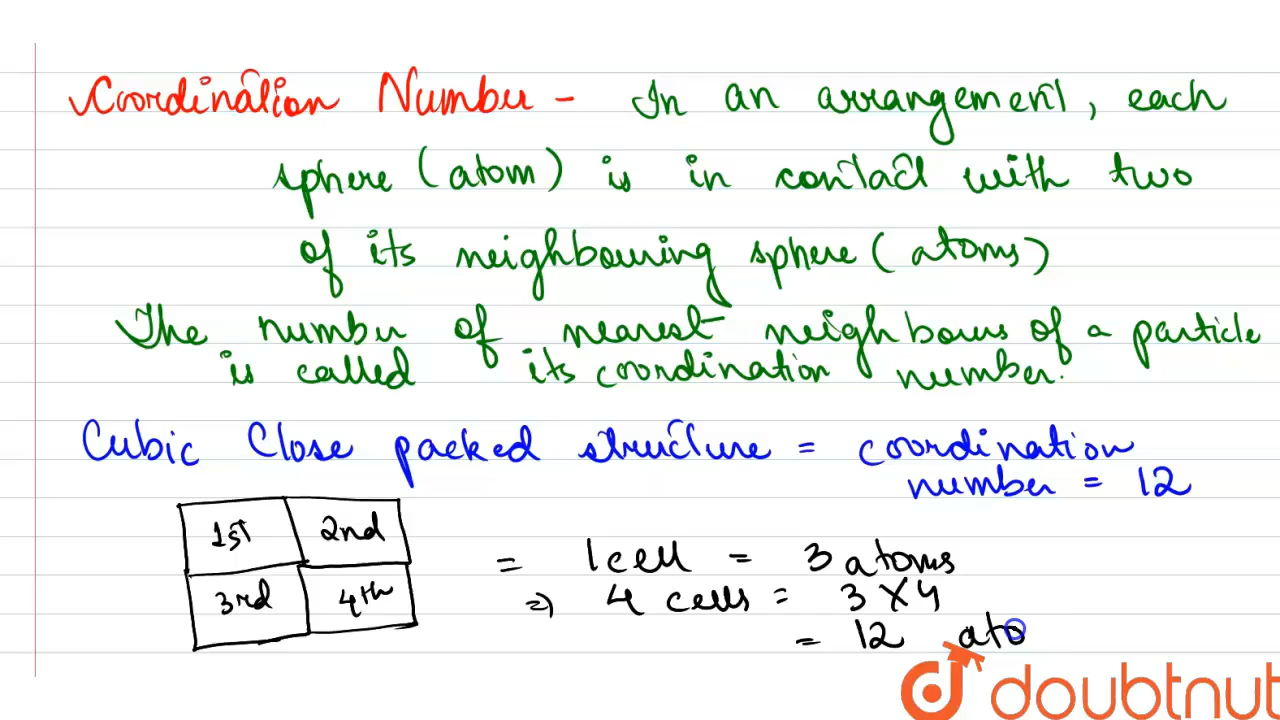 Coordination Number - In an arrangement, each
sphere (atom) is in contact with two
of its neighbouring sphere (atoms)
The number of nearest neighbours of a particle
is called its coordination number.
Cubic Close packed structure = coordination
number = 12
1st 2nd
3rd 4th
= 1 cell = 3 atoms
=> 4 cells = 3 X 4
= 12 ato
doubtnut